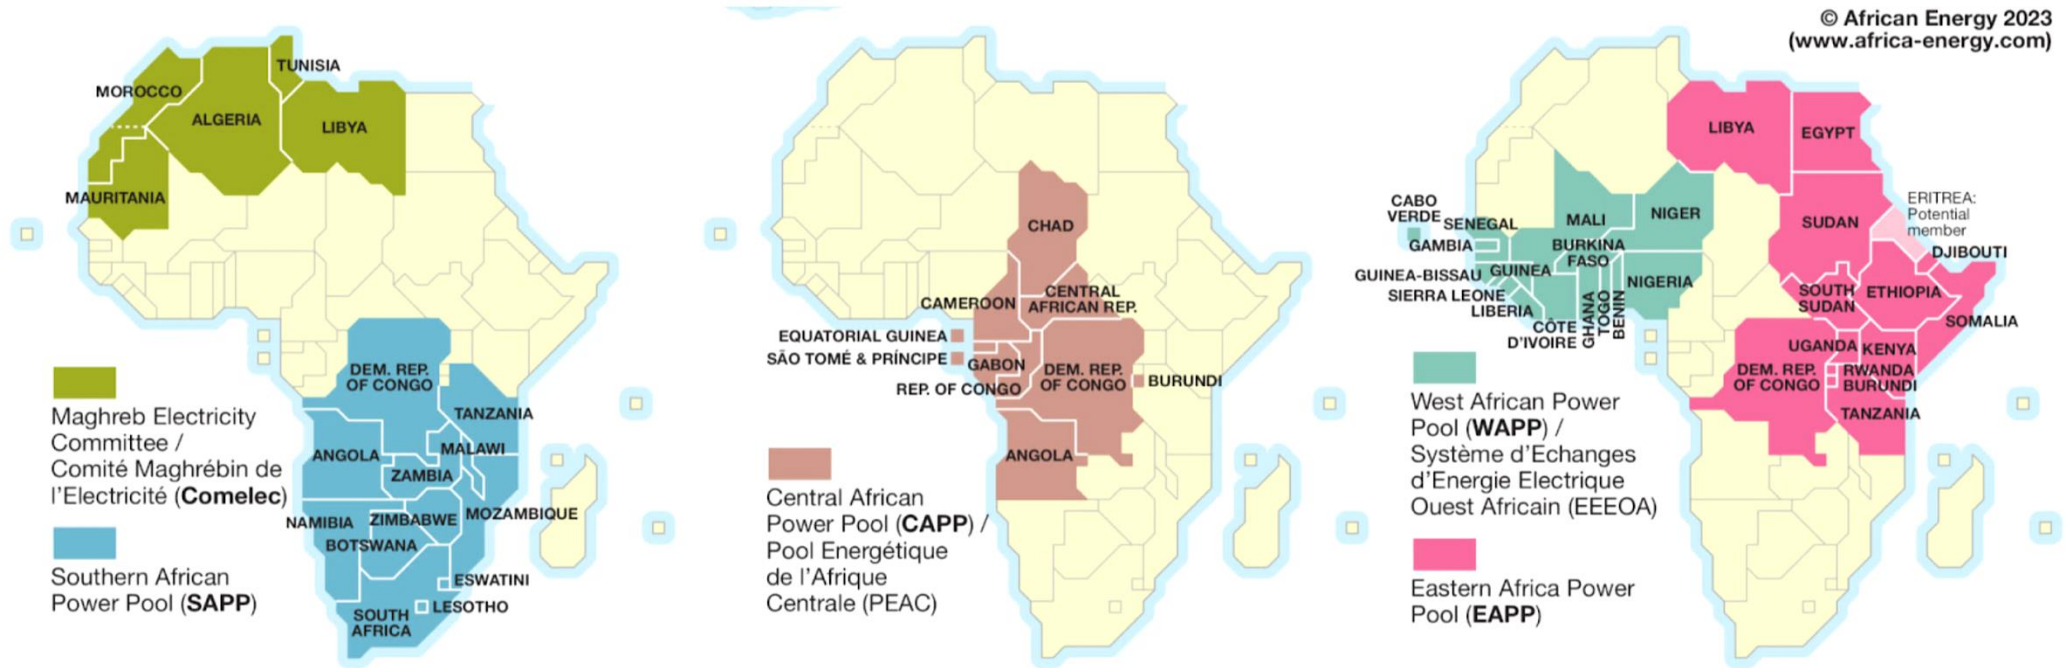 © African Energy 2023
(www.africa-energy.com)
TUNISIA
MOROCCO
ALGERIA
LIBYA
MAURITANIA
DEM. REP.
OF CONGO
TANZANIA
ANGOLA
MALAWI
ZAMBIA
NAMIBIA
ZIMBABWE
MOZAMBIQUE
BOTSWANA
ESWATINI
LESOTHO
SOUTH
AFRICA
Maghreb Electricity
Committee /
Comité Maghrébin de
l'Electricité (Comelec)
Southern African
Power Pool (SAPP)
CHAD
CAMEROON
CENTRAL
AFRICAN REP.
EQUATORIAL GUINEA
SÃO TOMÉ & PRÍNCIPE
GABON
DEM. REP.
OF CONGO
REP. OF CONGO
BURUNDI
ANGOLA
Central African
Power Pool (CAPP) /
Pool Energétique
de l'Afrique
Centrale (PEAC)
LIBYA
EGYPT
CABO
VERDE
SENEGAL
GAMBIA
MALI
NIGER
BURKINA
FASO
GUINEA-BISSAU
GUINEA
NIGERIA
SIERRA LEONE
LIBERIA
CÔTE
D'IVOIRE
GHANA
TOGO
BENIN
SUDAN
ERITREA:
Potential
member
DJIBOUTI
SOUTH
SUDAN
ETHIOPIA
SOMALIA
UGANDA
KENYA
DEM. REP.
OF CONGO
RWANDA
BURUNDI
TANZANIA
West African Power
Pool (WAPP) /
Système d'Echanges
d'Energie Electrique
Ouest Africain (EEEOA)
Eastern Africa Power
Pool (EAPP)